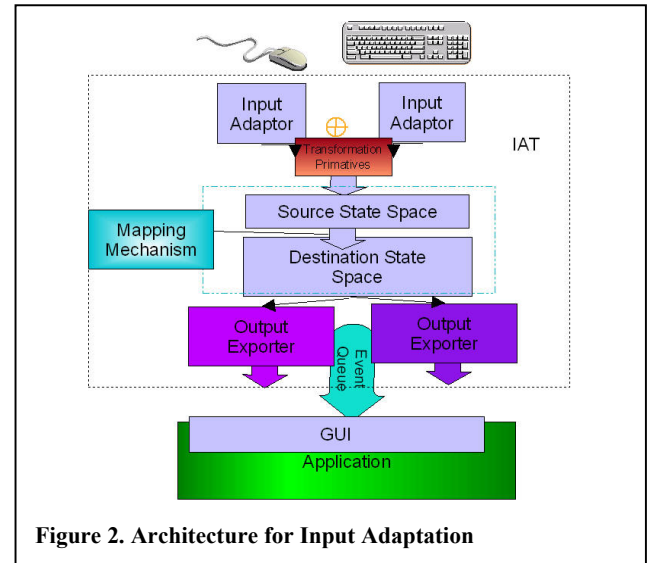 Input
Adaptor
Input
Adaptor
IAT
Transformation
Primatives
Source State Space
Mapping
Mechanism
Destination State
Space
Output
Exporter
Event
Queue
Output
Exporter
GUI
Application
Figure 2. Architecture for Input Adaptation